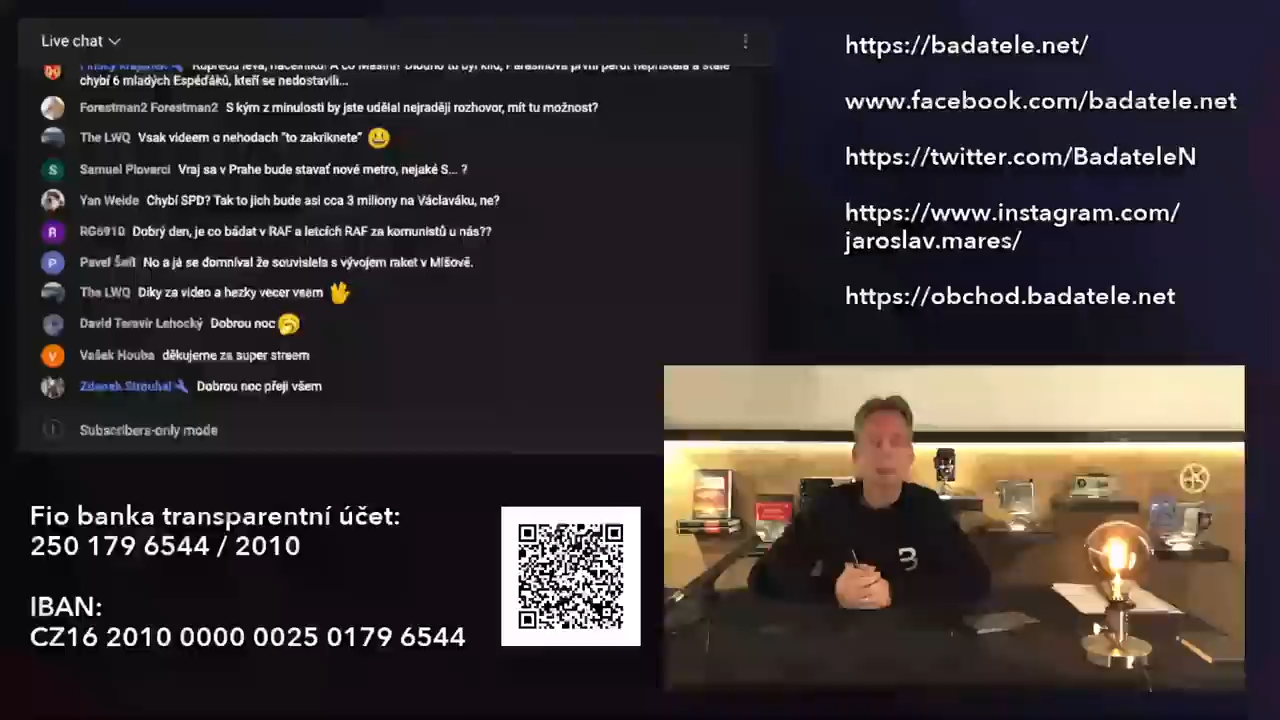 Live chat
chybí 6 mladých Espéďáků, kteří se nedostavili...
Forestman2 Forestman2 S kým z minulosti by jste udělal nejraději rozhovor, mít tu možnost?
The LWQ Vsak videem o nehodach "to zakriknete"
S Samuel Plovarci Vraj sa v Prahe bude stavať nové metro, nejaké S... ?
Yan Weide Chybí SPD? Tak to jich bude asi cca 3 miliony na Václaváku, ne?
R RG6910 Dobrý den, je co bádat v RAF a letcích RAF za komunistů u nás??
P Pavel No a já se domníval že souvislela s vývojem raket v Míšově.
The LWQ Diky za video a hezky vecer vsem
David Teravir Lehocký Dobrou noc
V Vašek Houba děkujeme za super streem
Zdenek Strouhal Dobrou noc přeji všem
Subscribers-only mode
https://badatele.net/
www.facebook.com/badatele.net
https://twitter.com/BadateleN
https://www.instagram.com/
jaroslav.mares/
https://obchod.badatele.net
Fio banka transparentní účet:
250 179 6544 / 2010
IBAN:
CZ16 2010 0000 0025 0179 6544